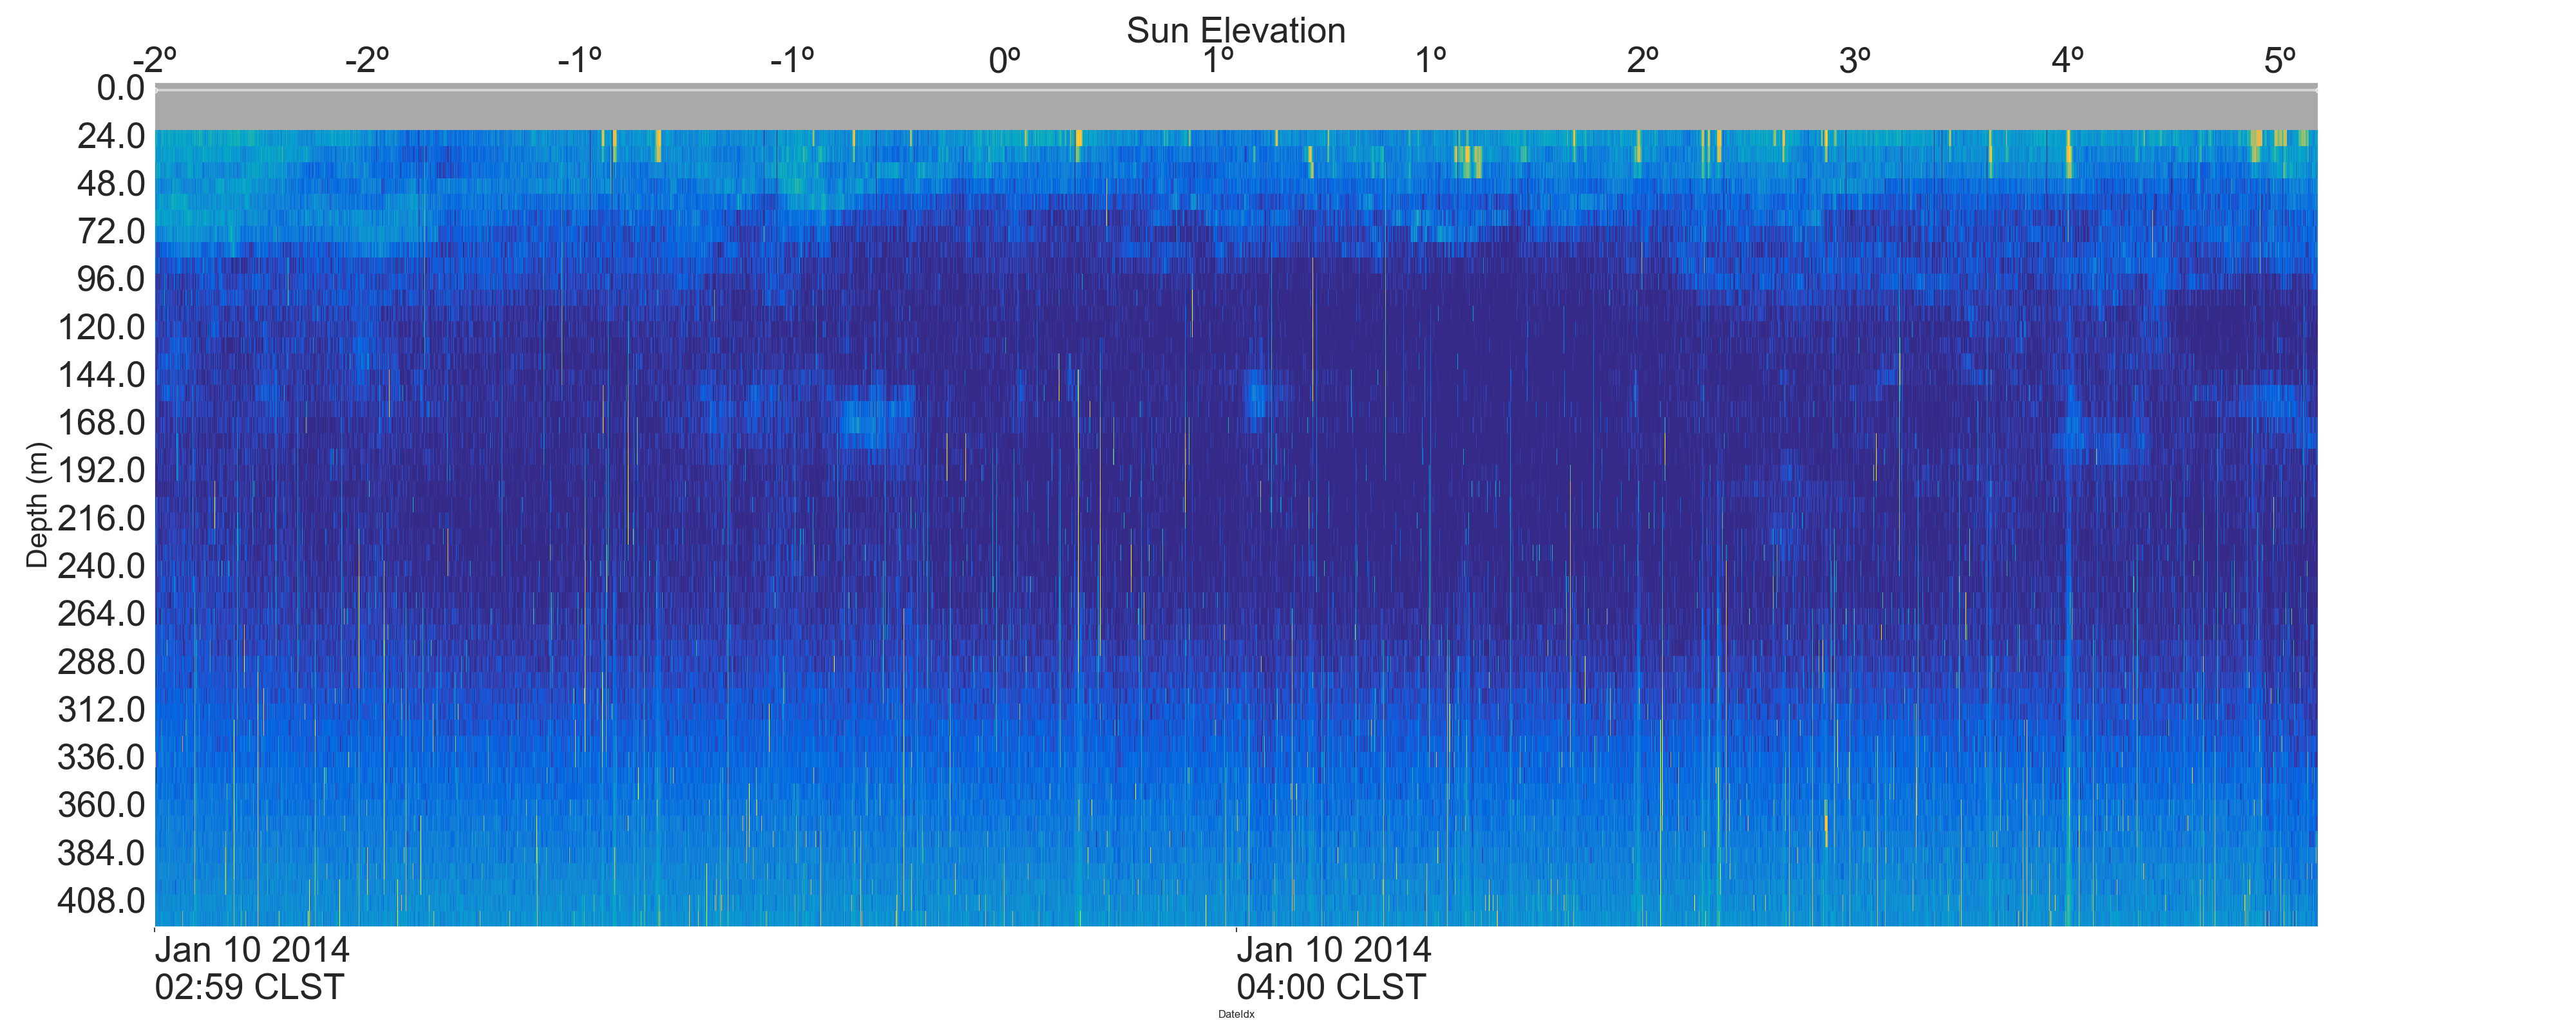 Sun Elevation
-2º -2º -1º -1º 0º 1º 1º 2º 3º 4º 5º
0.0
24.0
48.0
72.0
96.0
120.0
144.0
168.0
192.0
216.0
240.0
264.0
288.0
312.0
336.0
360.0
384.0
408.0
Depth (m)
Jan 10 2014
02:59 CLST
Jan 10 2014
04:00 CLST
DateIdx